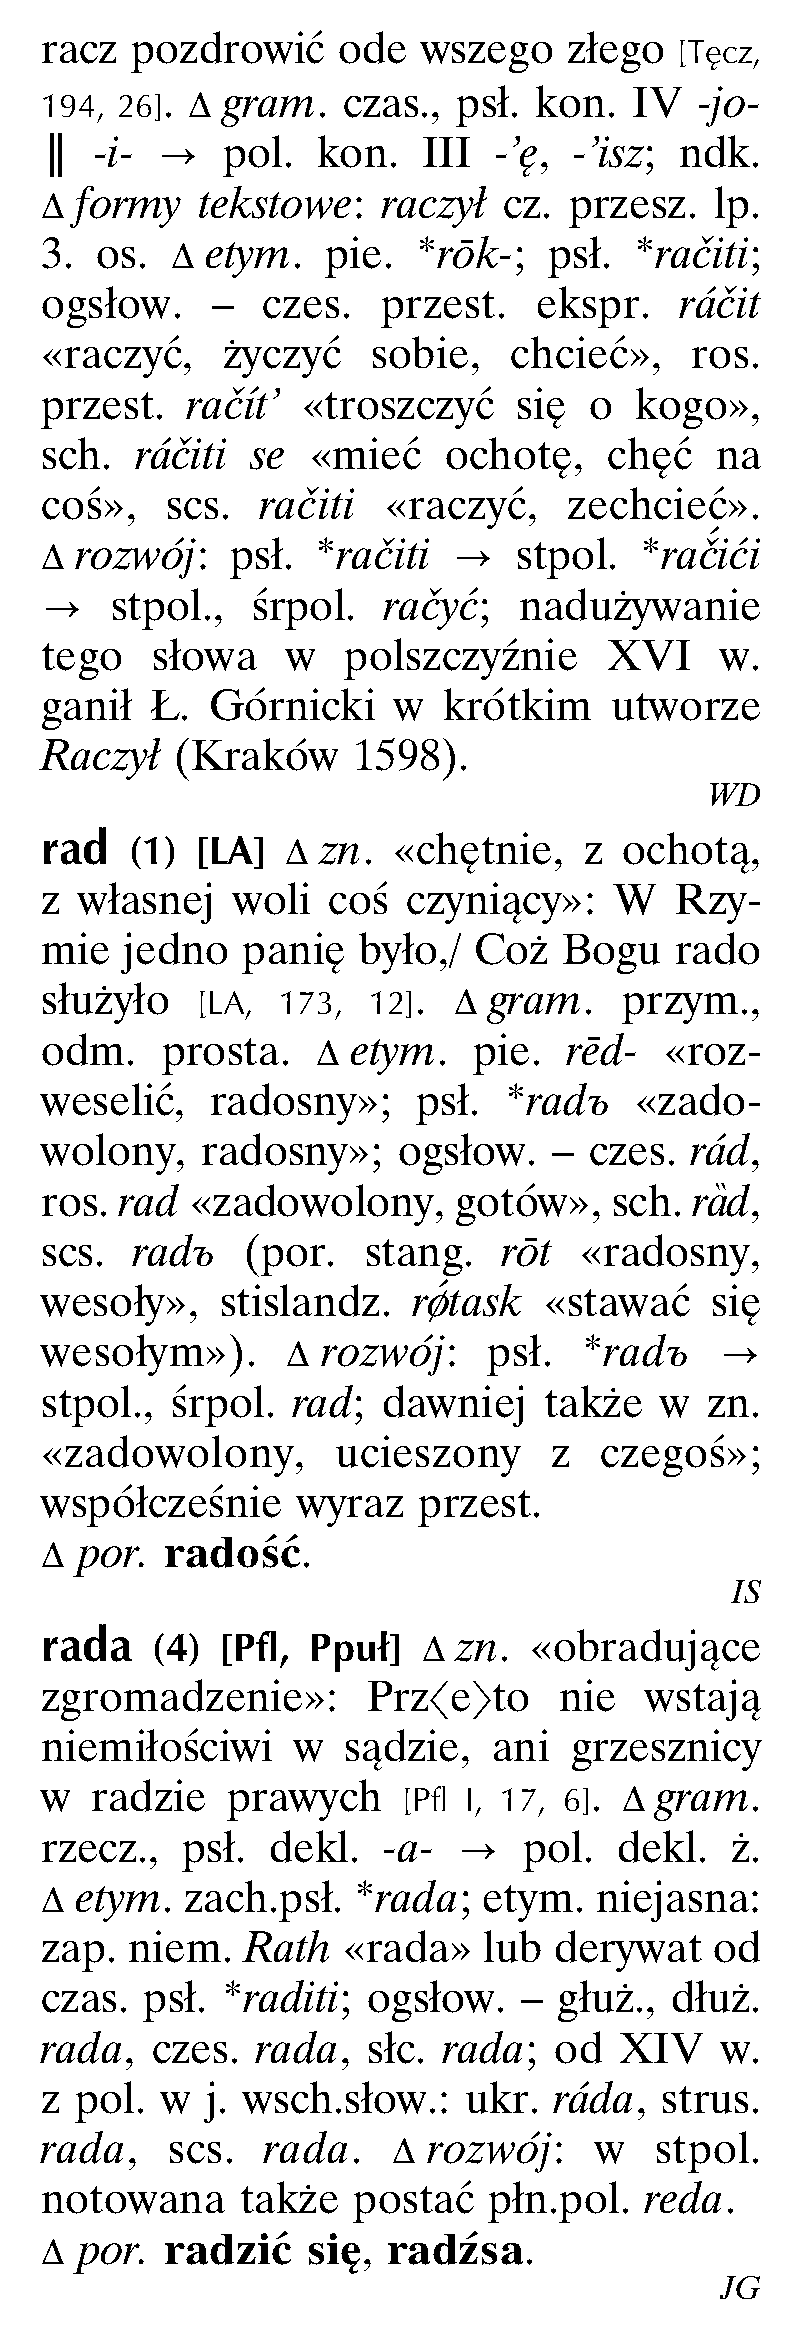 racz pozdrowić ode wszego złego [Tęcz,
194, 26]. ∆ gram. czas., psł. kon. IV -jo-
‖ -i- → pol. kon. III -’ę, -’isz; ndk.
∆ formy tekstowe: raczył cz. przesz. lp.
3. os. ∆ etym. pie. *rōk-; psł. *račiti;
ogsłow. – czes. przest. ekspr. ráčit
«raczyć, życzyć sobie, chcieć», ros.
przest. račít’ «troszczyć się o kogo»,
sch. ráčiti se «mieć ochotę, chęć na
coś», scs. račiti «raczyć, zechcieć».
∆ rozwój: psł. *račiti → stpol. *rač́ići
→ stpol., śrpol. račyć; nadużywanie
tego słowa w polszczyźnie XVI w.
ganił Ł. Górnicki w krótkim utworze
Raczył (Kraków 1598).
WD
rad (1) [LA] ∆ zn. «chętnie, z ochotą,
z własnej woli coś czyniący»: W Rzy-
mie jedno panię było,/ Coż Bogu rado
służyło [LA, 173, 12]. ∆ gram. przym.,
odm. prosta. ∆ etym. pie. rēd- «roz-
weselić, radosny»; psł. *radъ «zado-
wolony, radosny»; ogsłow. – czes. rád,
ros. rad «zadowolony, gotów», sch. rȁd,
scs. radъ (por. stang. rōt «radosny,
wesoły», stislandz. rǿtask «stawać się
wesołym»). ∆ rozwój: psł. *radъ →
stpol., śrpol. rad; dawniej także w zn.
«zadowolony, ucieszony z czegoś»;
współcześnie wyraz przest.
∆ por. radość.
IS
rada (4) [Pfl, Ppuł] ∆ zn. «obradujące
zgromadzenie»: Prz⟨e⟩to nie wstają
niemiłościwi w sądzie, ani grzesznicy
w radzie prawych [Pfl I, 17, 6]. ∆ gram.
rzecz., psł. dekl. -a- → pol. dekl. ż.
∆ etym. zach.psł. *rada; etym. niejasna:
zap. niem. Rath «rada» lub derywat od
czas. psł. *raditi; ogsłow. – głuż., dłuż.
rada, czes. rada, słc. rada; od XIV w.
z pol. w j. wsch.słow.: ukr. ráda, strus.
rada, scs. rada. ∆ rozwój: w stpol.
notowana także postać płn.pol. reda.
∆ por. radzić się, radźsa.
JG